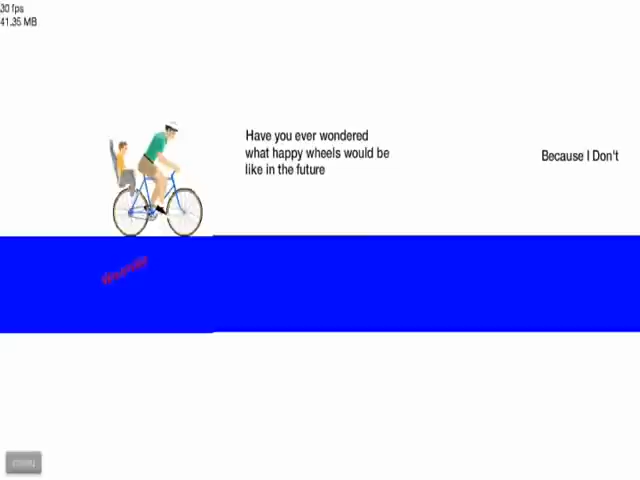 30 fps
41.35 MB
Have you ever wondered
what happy wheels would be
like in the future
Because I Don't
menu